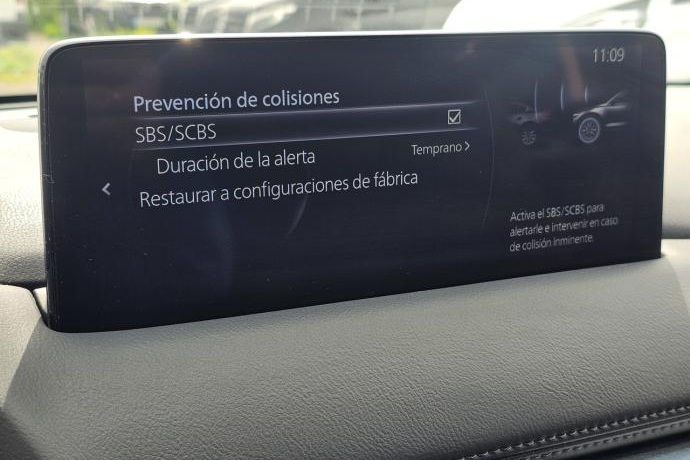 11:09
Prevención de colisiones
SBS/SCBS
Duración de la alerta
Temprano
Restaurar a configuraciones de fábrica
Activa el SBS/SCBS para
alertarle e intervenir en caso
de colisión inminente.